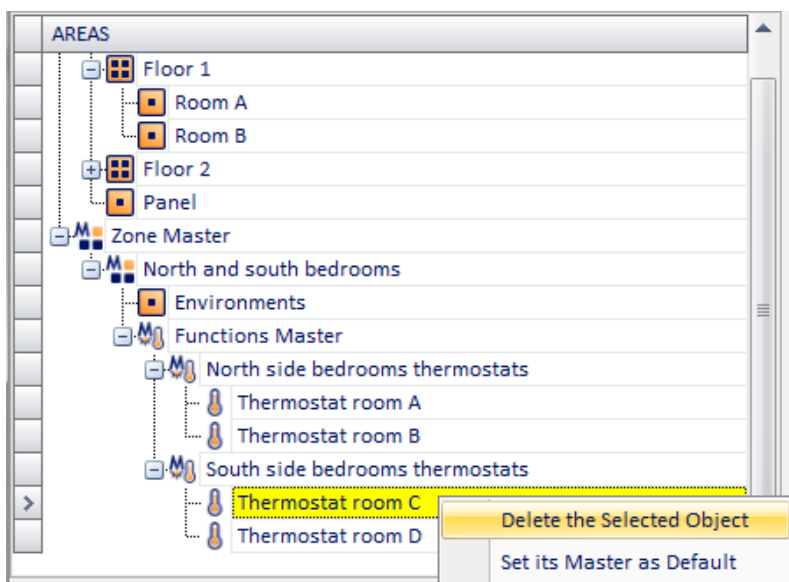 AREAS
Floor 1
Room A
Room B
Floor 2
Panel
Zone Master
North and south bedrooms
Environments
Functions Master
North side bedrooms thermostats
Thermostat room A
Thermostat room B
South side bedrooms thermostats
Thermostat room C
Delete the Selected Object
Thermostat room D
Set its Master as Default